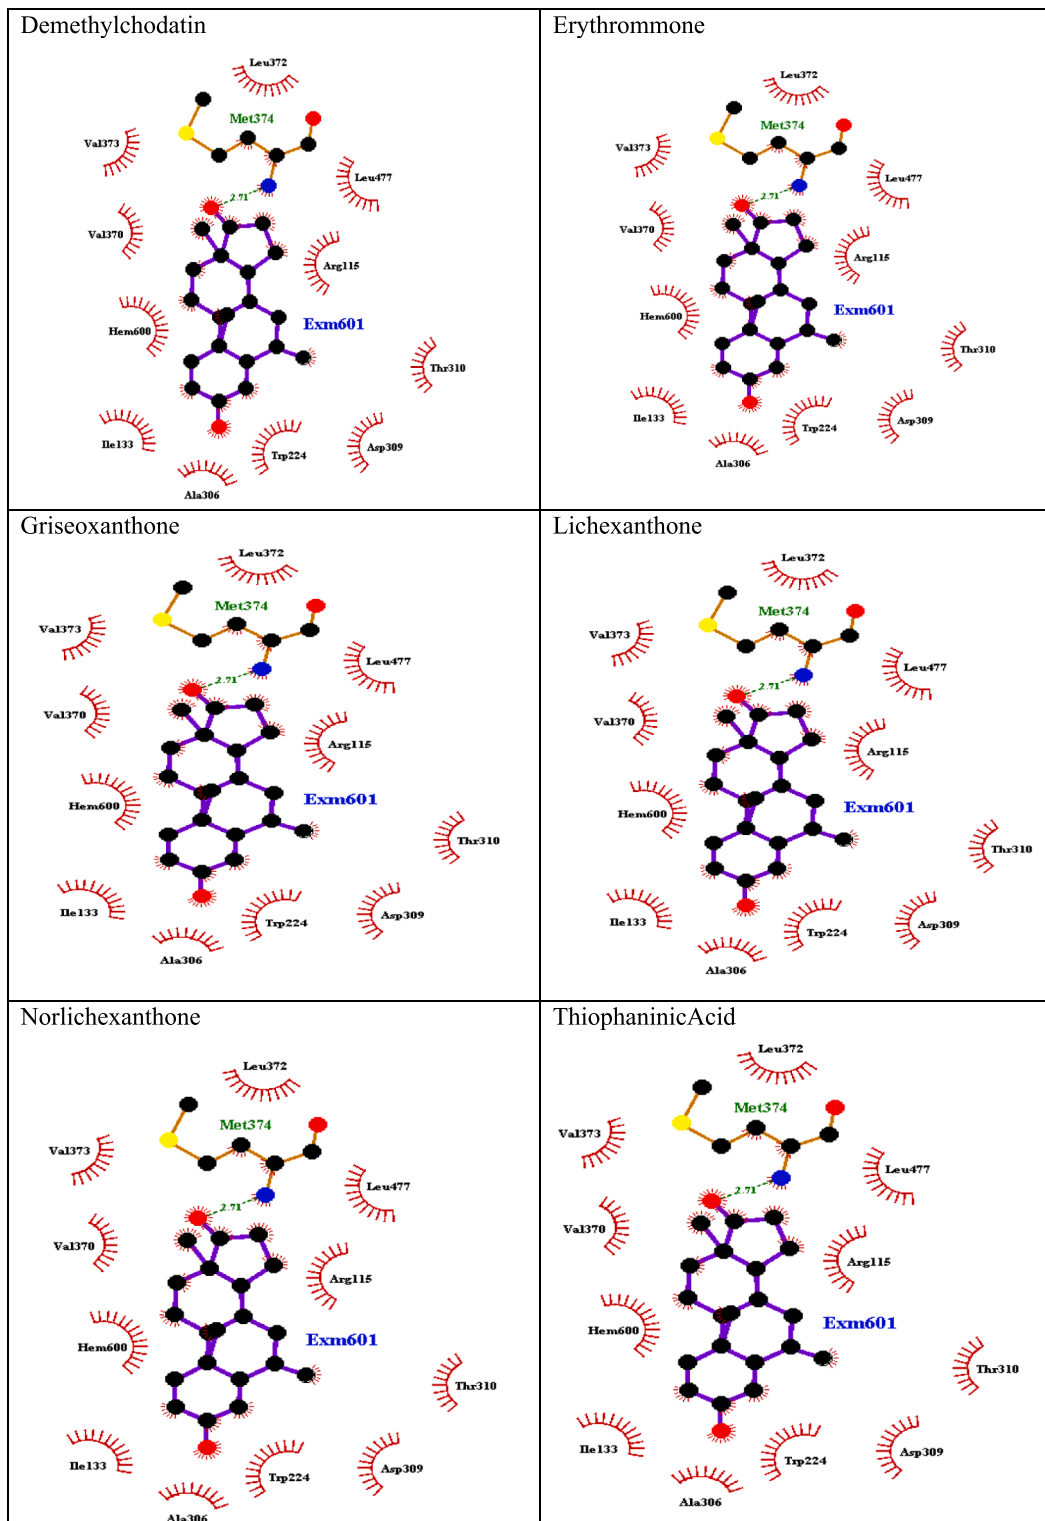 Demethylchodatin
Leu372
Met374
Val373
Leu477
2.71
Val370
Arg115
Hem600
Exm601
Thr310
Ile133
Trp224
Asp309
Ala306
Erythrommone
Leu372
Met374
Val373
Leu477
2.71
Val370
Arg115
Hem600
Exm601
Thr310
Ile133
Trp224
Asp309
Ala306
Griseoxanthone
Leu372
Met374
Val373
Leu477
2.71
Val370
Arg115
Hem600
Exm601
Thr310
Ile133
Trp224
Asp309
Ala306
Lichexanthone
Leu372
Met374
Val373
Leu477
2.71
Val370
Arg115
Hem600
Exm601
Thr310
Ile133
Trp224
Asp309
Ala306
Norlichexanthone
Leu372
Met374
Val373
Leu477
2.71
Val370
Arg115
Hem600
Exm601
Thr310
Ile133
Trp224
Asp309
Ala306
ThiophaninicAcid
Leu372
Met374
Val373
Leu477
2.71
Val370
Arg115
Hem600
Exm601
Thr310
Ile133
Trp224
Asp309
Ala306